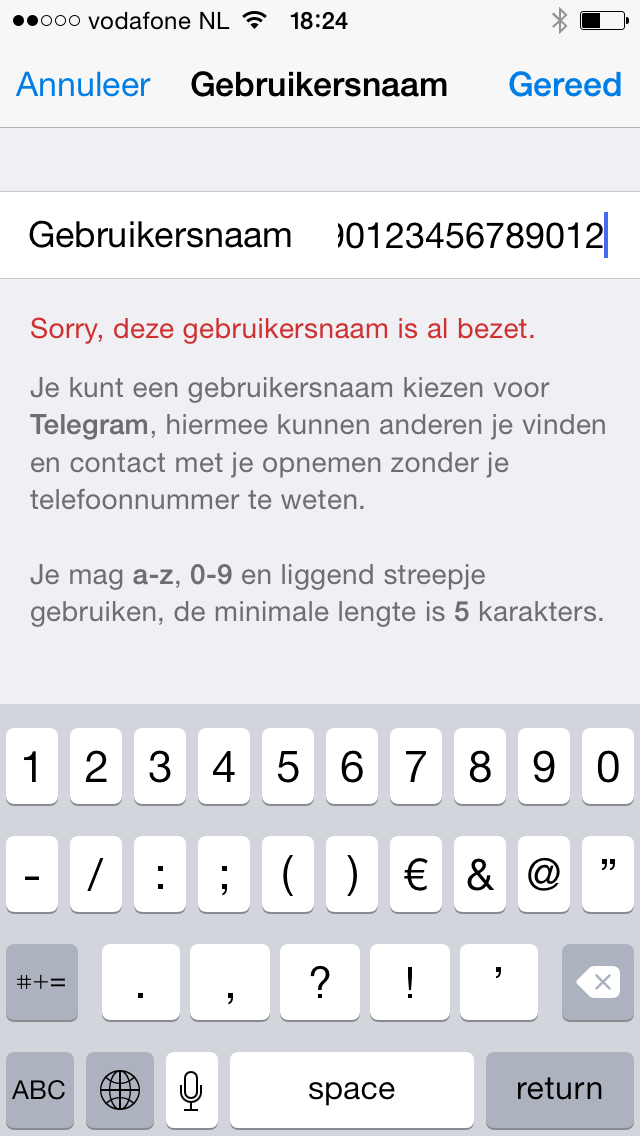 vodafone NL 18:24
Annuleer Gebruikersnaam Gereed
Gebruikersnaam 90123456789012
Sorry, deze gebruikersnaam is al bezet.
Je kunt een gebruikersnaam kiezen voor
Telegram, hiermee kunnen anderen je vinden
en contact met je opnemen zonder je
telefoonnummer te weten.
Je mag a-z, 0-9 en liggend streepje
gebruiken, de minimale lengte is 5 karakters.
1 2 3 4 5 6 7 8 9 0
- / : ; ( ) € & @ ”
#+= . , ? ! ’
ABC space return